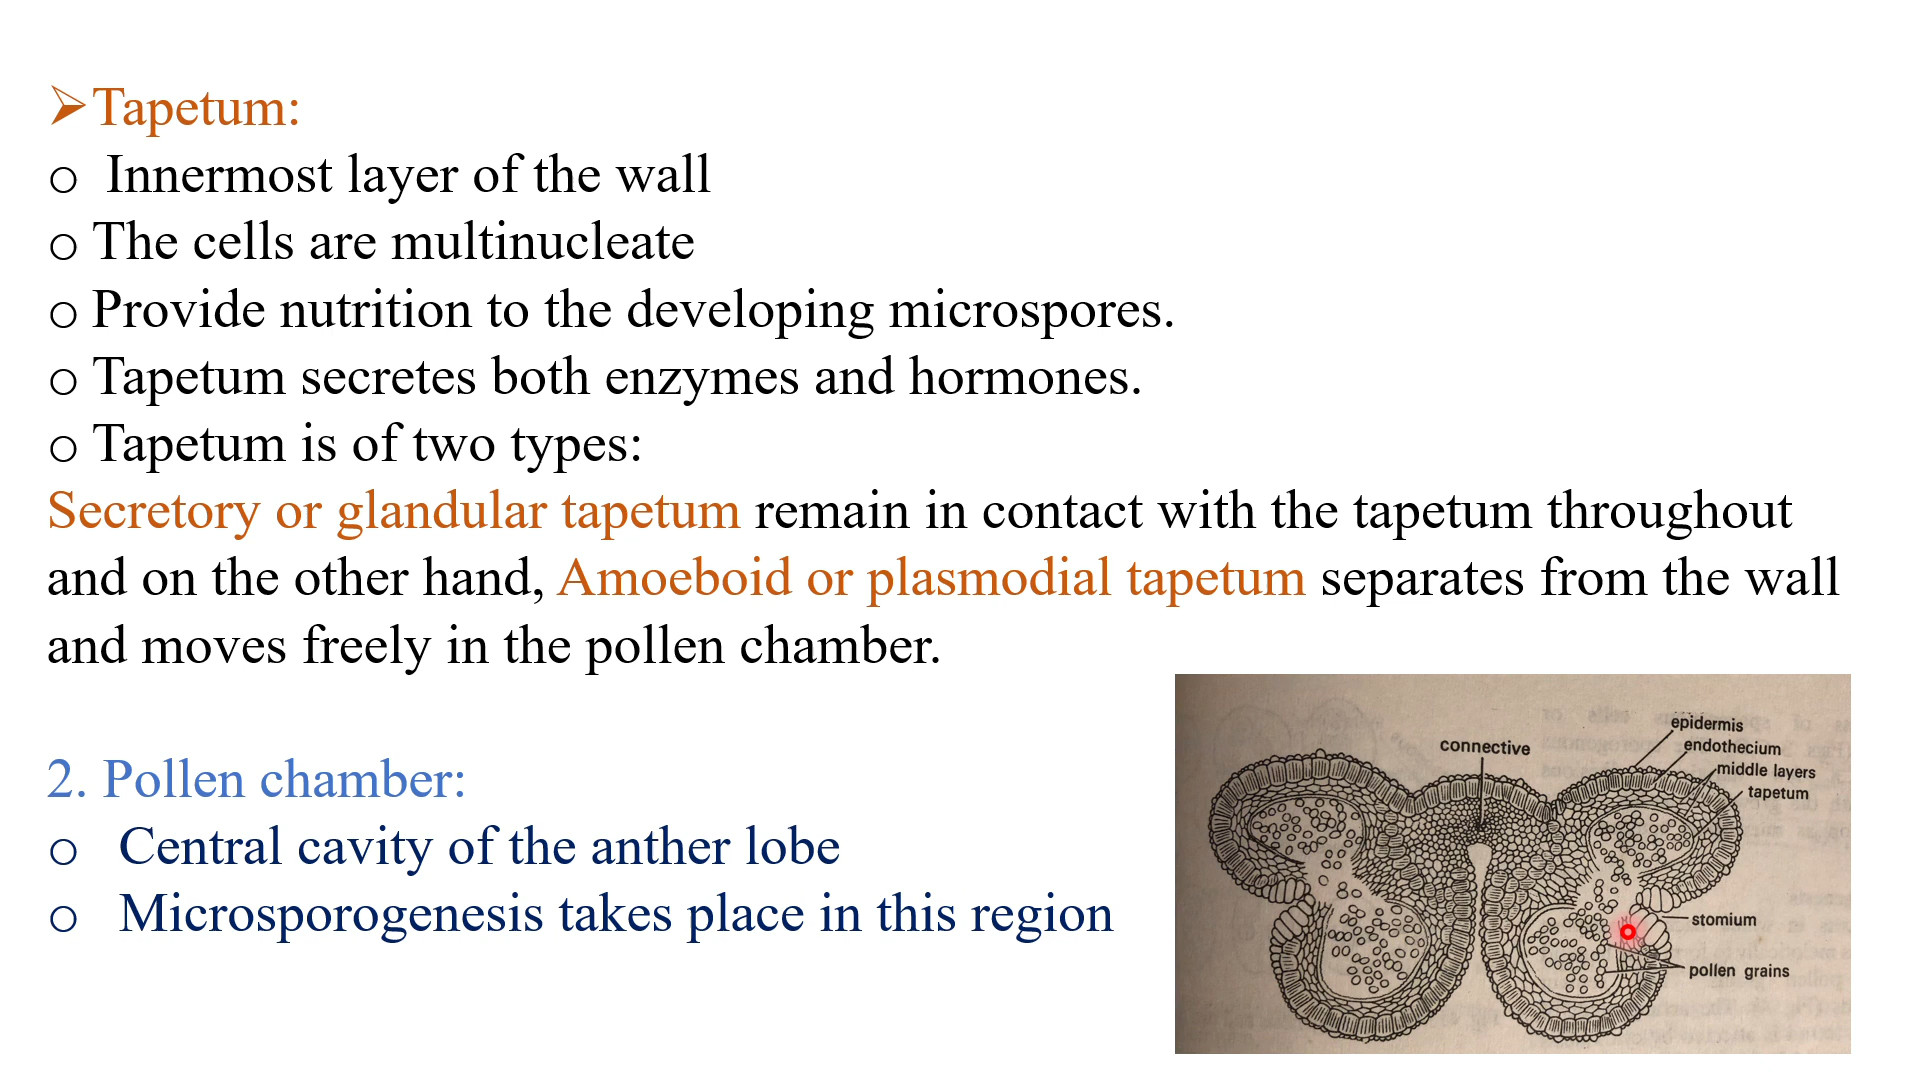 ➢Tapetum:
o Innermost layer of the wall
o The cells are multinucleate
o Provide nutrition to the developing microspores.
o Tapetum secretes both enzymes and hormones.
o Tapetum is of two types:
Secretory or glandular tapetum remain in contact with the tapetum throughout
and on the other hand, Amoeboid or plasmodial tapetum separates from the wall
and moves freely in the pollen chamber.
2. Pollen chamber:
o Central cavity of the anther lobe
o Microsporogenesis takes place in this region
epidermis
connective
endothecium
middle layers
tapetum
stomium
pollen grains